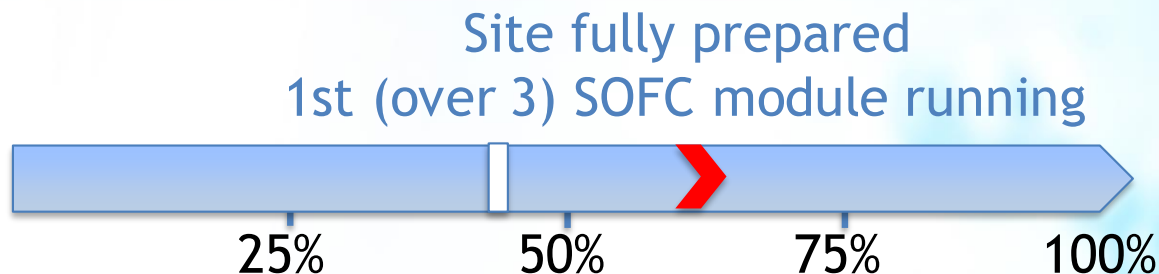 Site fully prepared
1st (over 3) SOFC module running
25% 50% 75% 100%